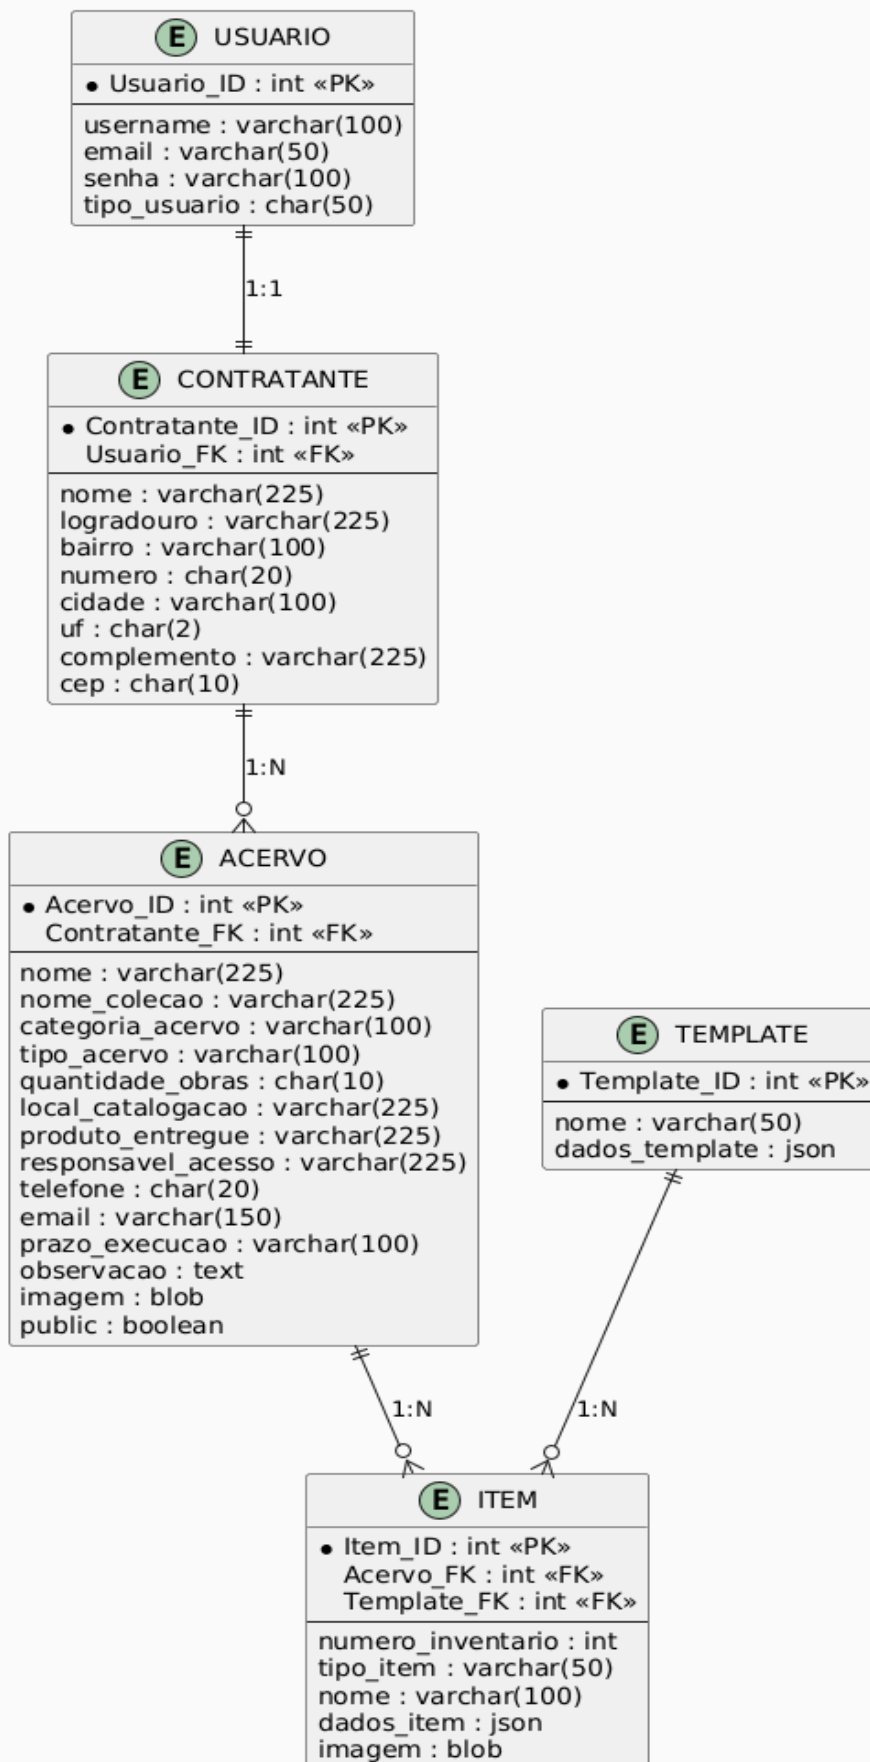 E USUARIO
Usuario_ID : int «PK»
username : varchar(100)
email : varchar(50)
senha : varchar(100)
tipo_usuario : char(50)
1:1
E CONTRATANTE
Contratante_ID : int «PK»
Usuario_FK : int «FK»
nome : varchar(225)
logradouro : varchar(225)
bairro : varchar(100)
numero : char(20)
cidade : varchar(100)
uf : char(2)
complemento : varchar(225)
cep : char(10)
1:N
E ACERVO
Acervo_ID : int «PK»
Contratante_FK : int «FK»
nome : varchar(225)
nome_colecao : varchar(225)
categoria_acervo : varchar(100)
tipo_acervo : varchar(100)
quantidade_obras : char(10)
local_catalogacao : varchar(225)
produto_entregue : varchar(225)
responsavel_acesso : varchar(225)
telefone : char(20)
email : varchar(150)
prazo_execucao : varchar(100)
observacao : text
imagem : blob
public : boolean
E TEMPLATE
Template_ID : int «PK»
nome : varchar(50)
dados_template : json
1:N
1:N
E ITEM
Item_ID : int «PK»
Acervo_FK : int «FK»
Template_FK : int «FK»
numero_inventario : int
tipo_item : varchar(50)
nome : varchar(100)
dados_item : json
imagem : blob